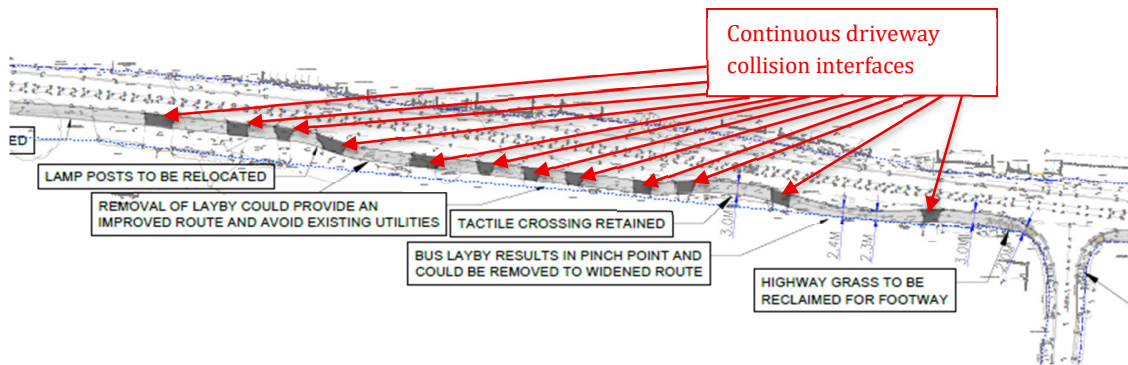 Continuous driveway
collision interfaces
ED
LAMP POSTS TO BE RELOCATED
REMOVAL OF LAYBY COULD PROVIDE AN
IMPROVED ROUTE AND AVOID EXISTING UTILITIES
TACTILE CROSSING RETAINED
3.0M
BUS LAYBY RESULTS IN PINCH POINT AND
COULD BE REMOVED TO WIDENED ROUTE
2.4M
2.3M
3.0M
HIGHWAY GRASS TO BE
RECLAIMED FOR FOOTWAY